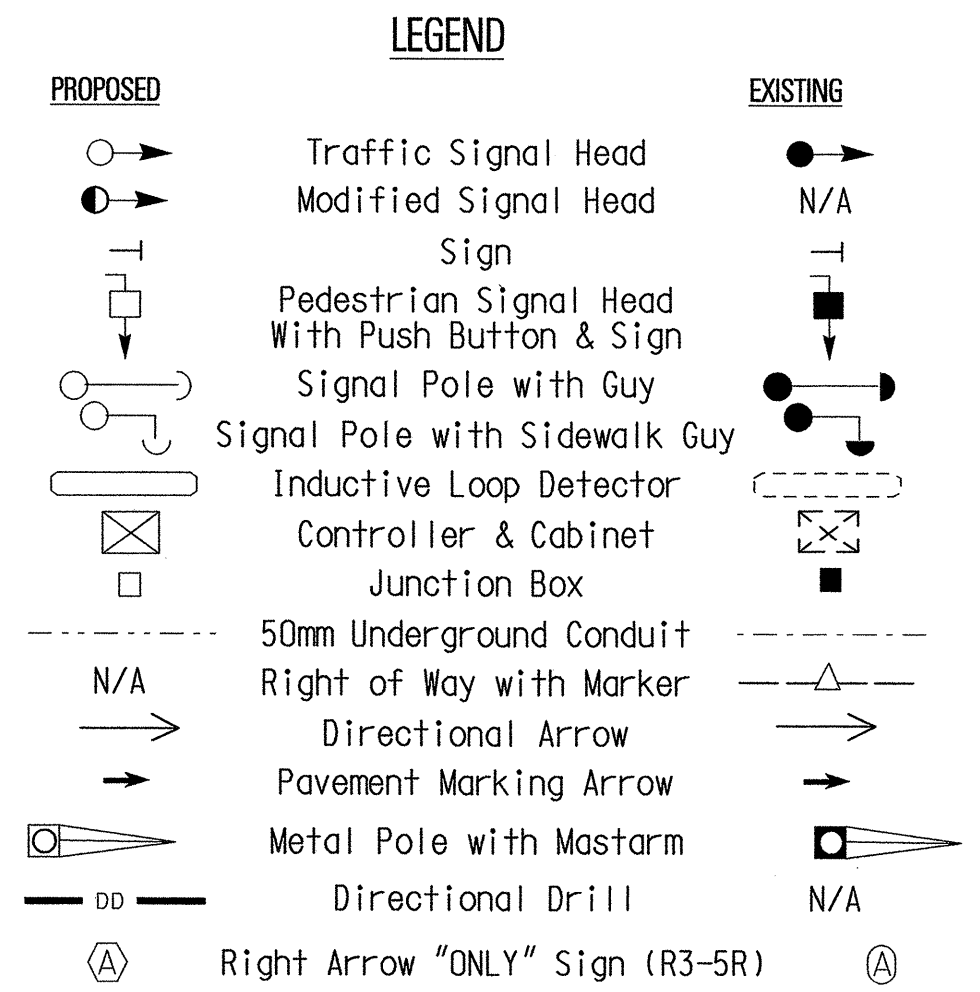 LEGEND
PROPOSED EXISTING
Traffic Signal Head
Modified Signal Head N/A
Sign
Pedestrian Signal Head
With Push Button & Sign
Signal Pole with Guy
Signal Pole with Sidewalk Guy
Inductive Loop Detector
Controller & Cabinet
Junction Box
50mm Underground Conduit
N/A Right of Way with Marker
Directional Arrow
Pavement Marking Arrow
Metal Pole with Mastarm
DD Directional Drill N/A
A Right Arrow "ONLY" Sign (R3-5R) A